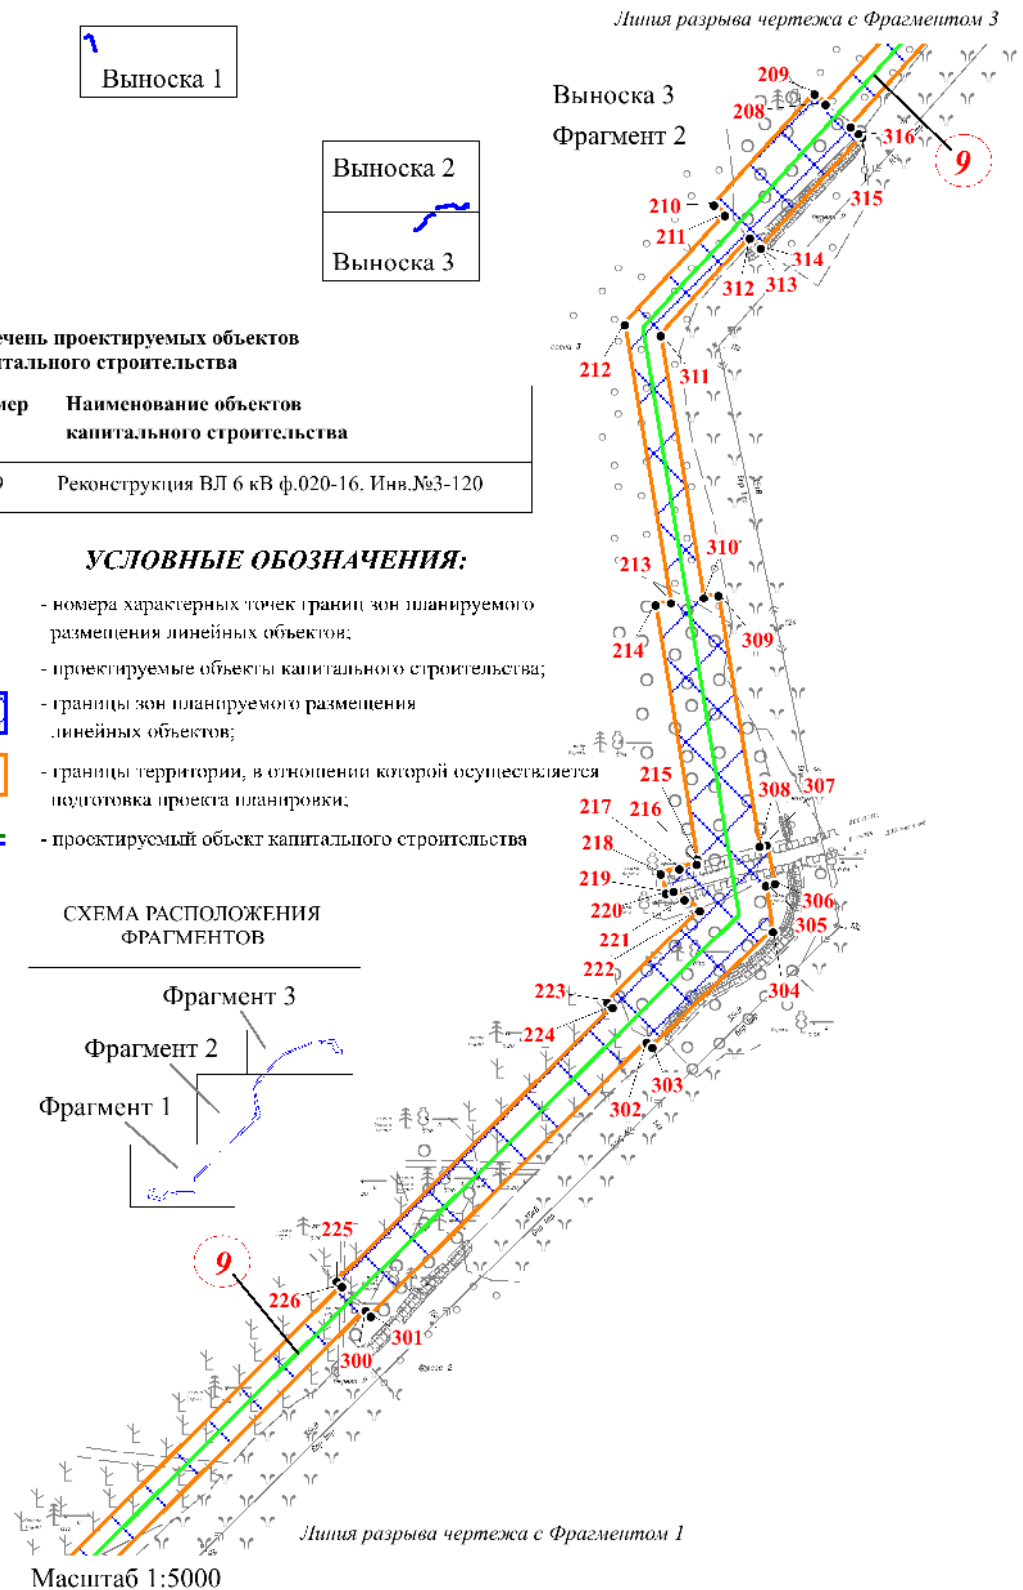 Линия разрыва чертежа с Фрагментом 3
Выноска 1
Выноска 3
Фрагмент 2
Выноска 2
Выноска 3
209
208
316
9
315
210
211
314
313
312
212
311
ечень проектируемых объектов
итального строительства
мер Наименование объектов
капитального строительства
9 Реконструкция ВЛ 6 кВ ф.020-16. Инв.№3-120
УСЛОВНЫЕ ОБОЗНАЧЕНИЯ:
- номера характерных точек границ зон планируемого
размещения линейных объектов;
- проектируемые объекты капитального строительства;
- границы зон планируемого размещения
линейных объектов;
- границы территории, в отношении которой осуществляется
подготовка проекта планировки;
- проектируемый объект капитального строительства
213
310
214
309
215
308
307
217
216
218
219
220
306
221
305
222
304
223
224
303
302
СХЕМА РАСПОЛОЖЕНИЯ
ФРАГМЕНТОВ
Фрагмент 3
Фрагмент 2
Фрагмент 1
225
9
226
301
300
Линия разрыва чертежа с Фрагментом 1
Масштаб 1:5000